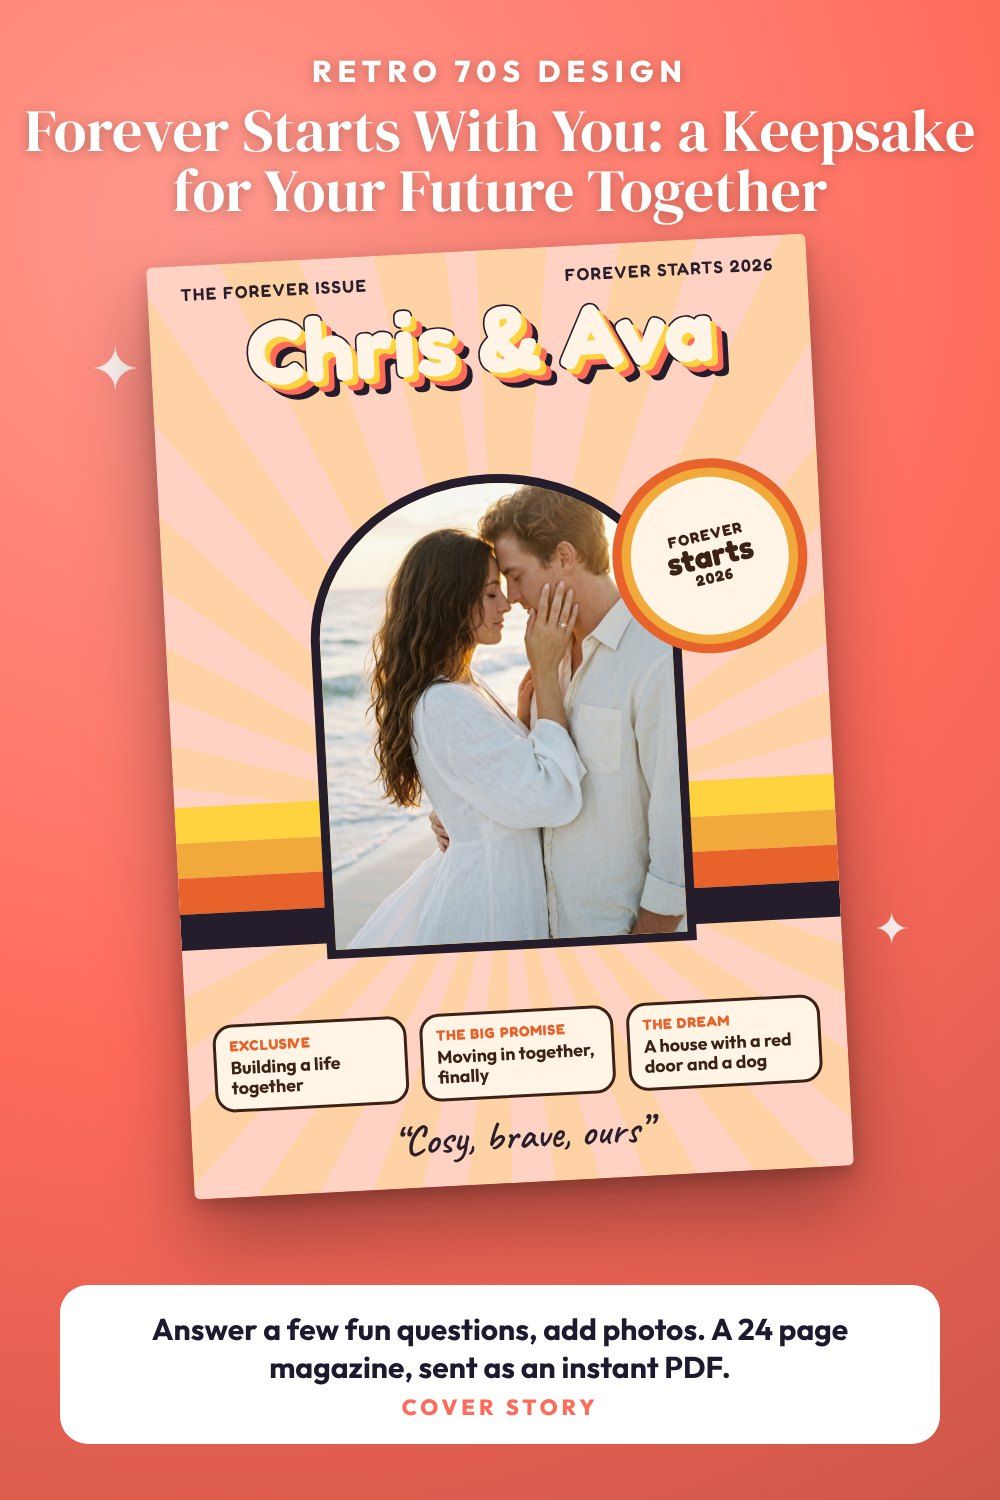 RETRO 70S DESIGN
Forever Starts With You: a Keepsake
for Your Future Together
THE FOREVER ISSUE
FOREVER STARTS 2026
Chris & Ava
FOREVER
starts
2026
EXCLUSIVE
Building a life
together
THE BIG PROMISE
Moving in together,
finally
THE DREAM
A house with a red
door and a dog
“Cosy, brave, ours”
Answer a few fun questions, add photos. A 24 page
magazine, sent as an instant PDF.
COVER STORY